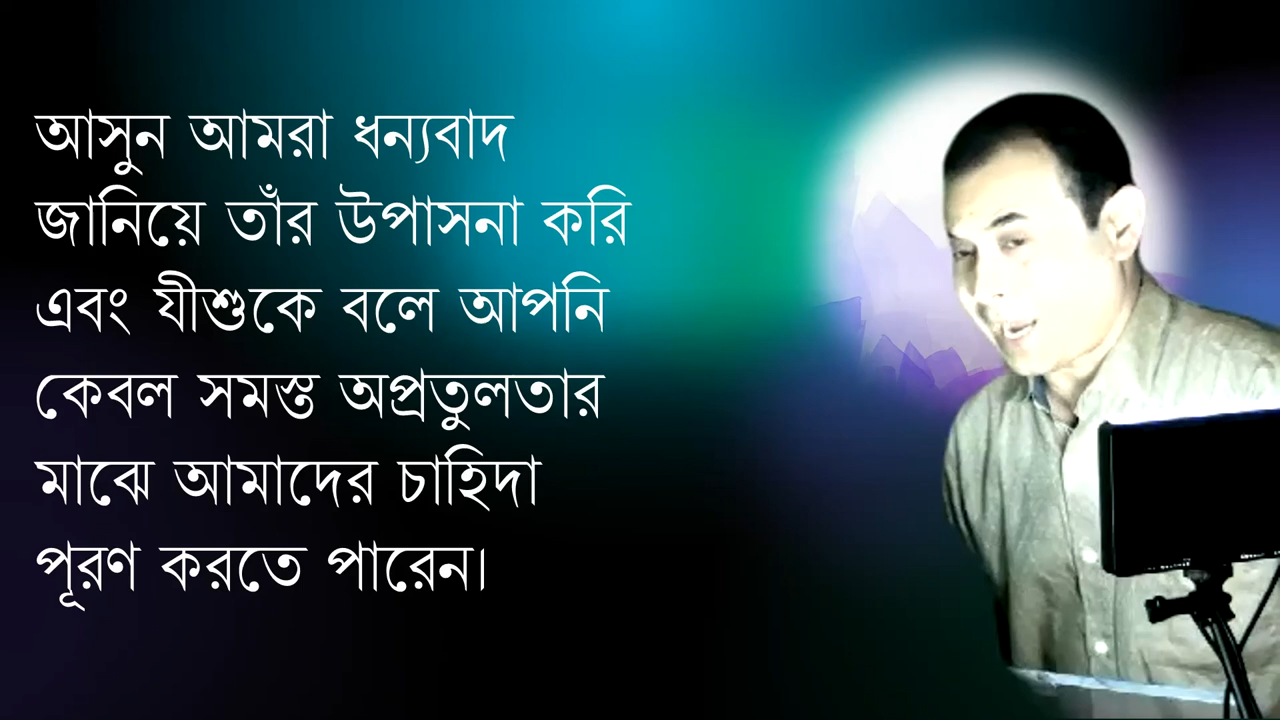 আসুন আমরা ধন্যবাদ
জানিয়ে তাঁর উপাসনা করি
এবং যীশুকে বলে আপনি
কেবল সমস্ত অপ্রতুলতার
মাঝে আমাদের চাহিদা
পূরণ করতে পারেন।